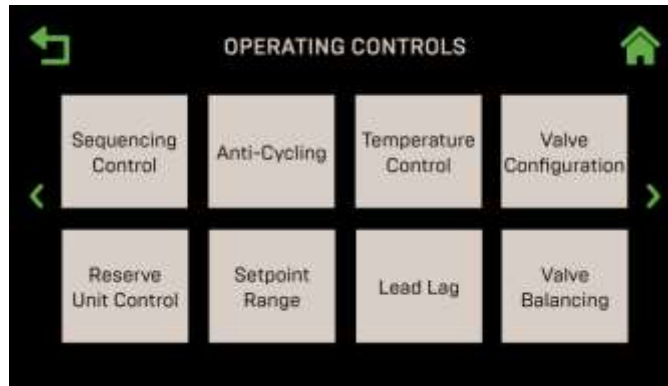 OPERATING CONTROLS
Sequencing
Control
Anti-Cycling
Temperature
Control
Valve
Configuration
Reserve
Unit Control
Setpoint
Range
Lead Lag
Valve
Balancing